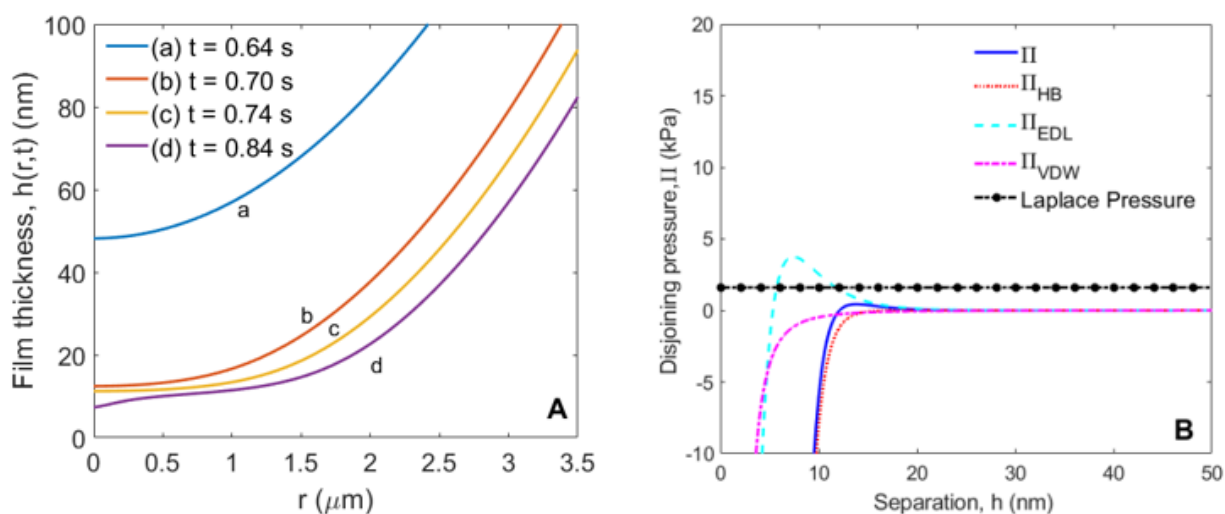 100
80
60
40
20
0
Film thickness, h(r,t) (nm)
(a) t = 0.64 s
(b) t = 0.70 s
(c) t = 0.74 s
(d) t = 0.84 s
a
b
c
d
A
0 0.5 1 1.5 2 2.5 3 3.5
r (μm)
20
15
10
5
0
-5
-10
Disjoining pressure,Π (kPa)
Π
Π_HB
Π_EDL
Π_VDW
Laplace Pressure
B
0 10 20 30 40 50
Separation, h (nm)